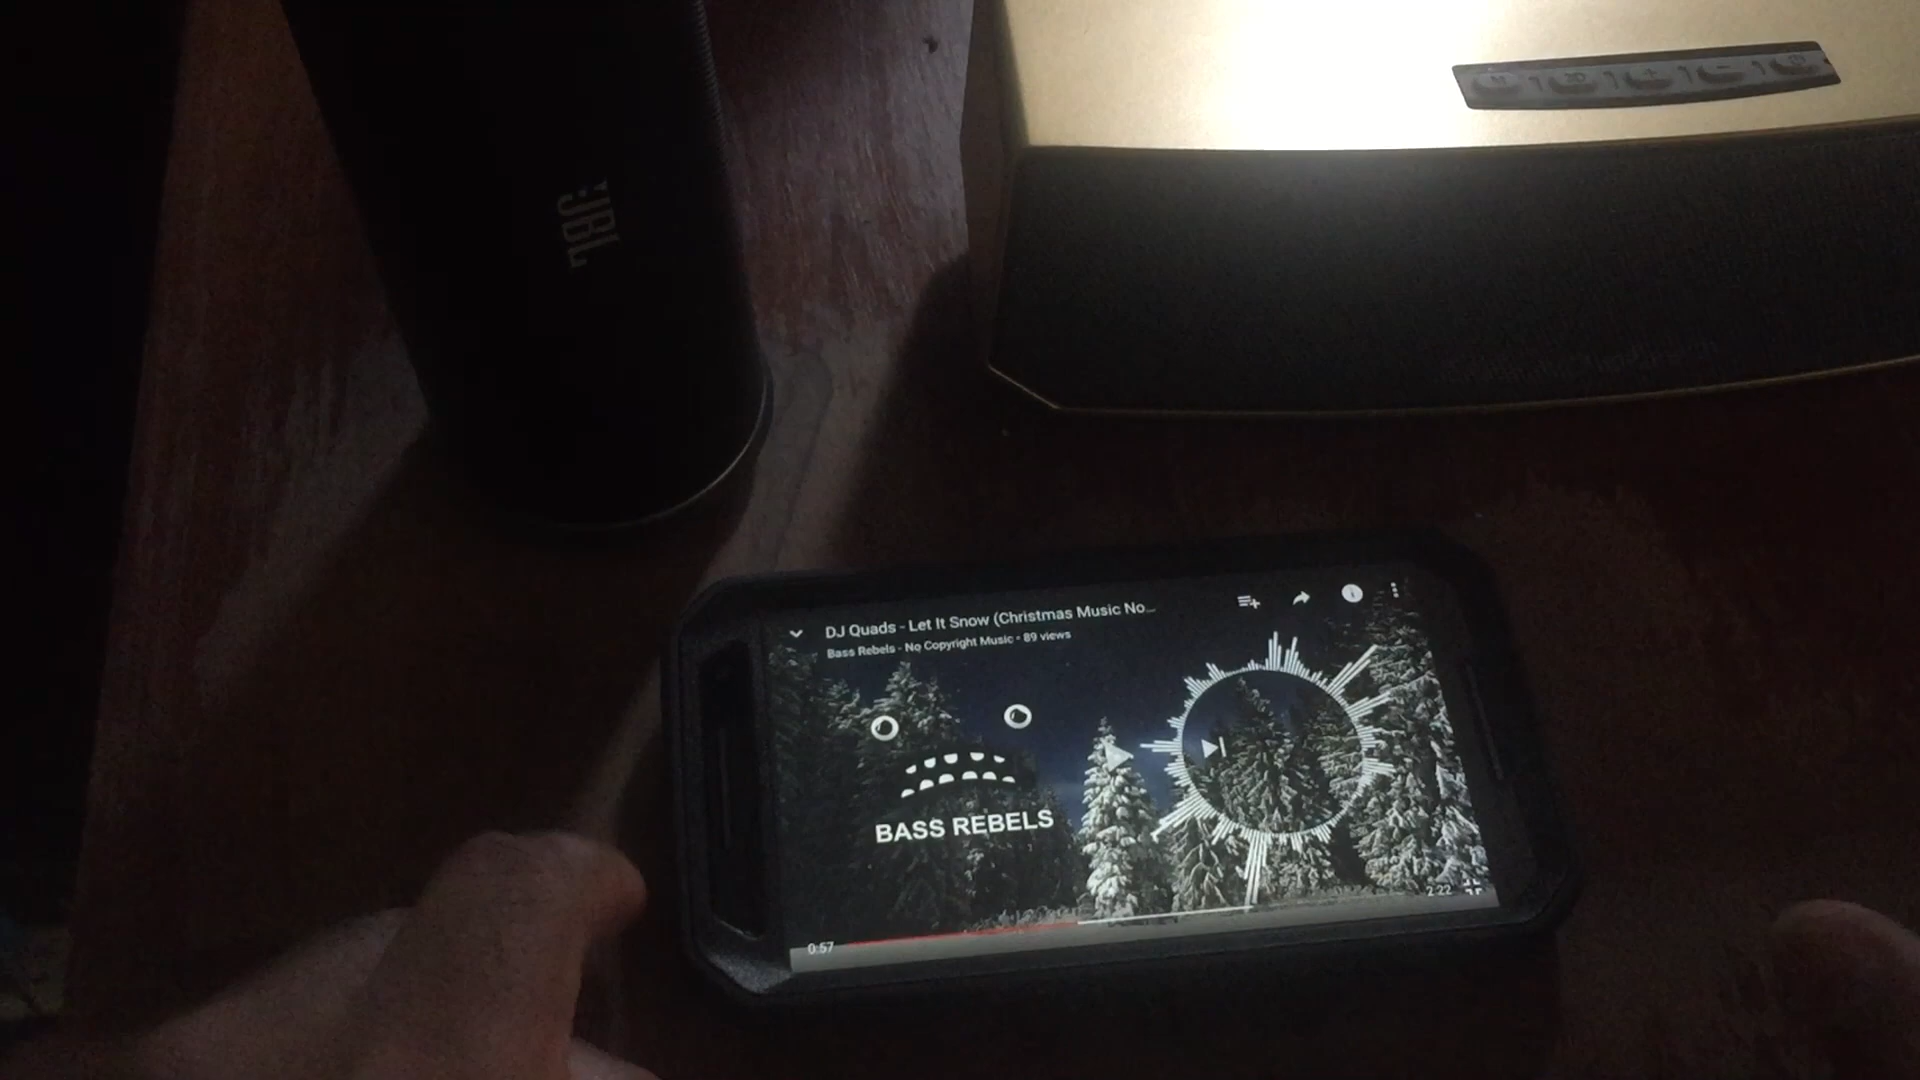 JBL
DJ Quads - Let It Snow (Christmas Music No...
Bass Rebels - No Copyright Music • 89 views
BASS REBELS
2:22
0:57